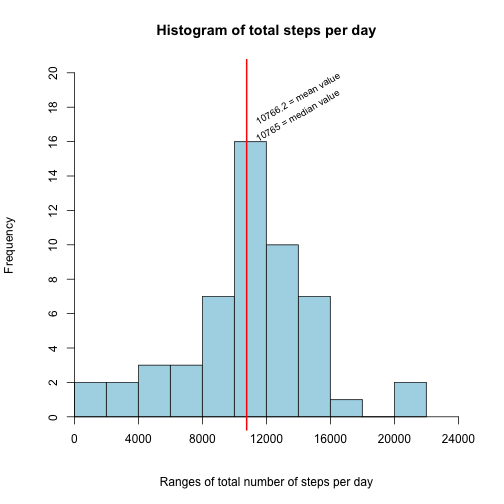 Histogram of total steps per day
10766.2 = mean value
10765 = median value
Frequency
20
18
16
14
12
10
8
6
4
2
0
0 4000 8000 12000 16000 20000 24000
Ranges of total number of steps per day